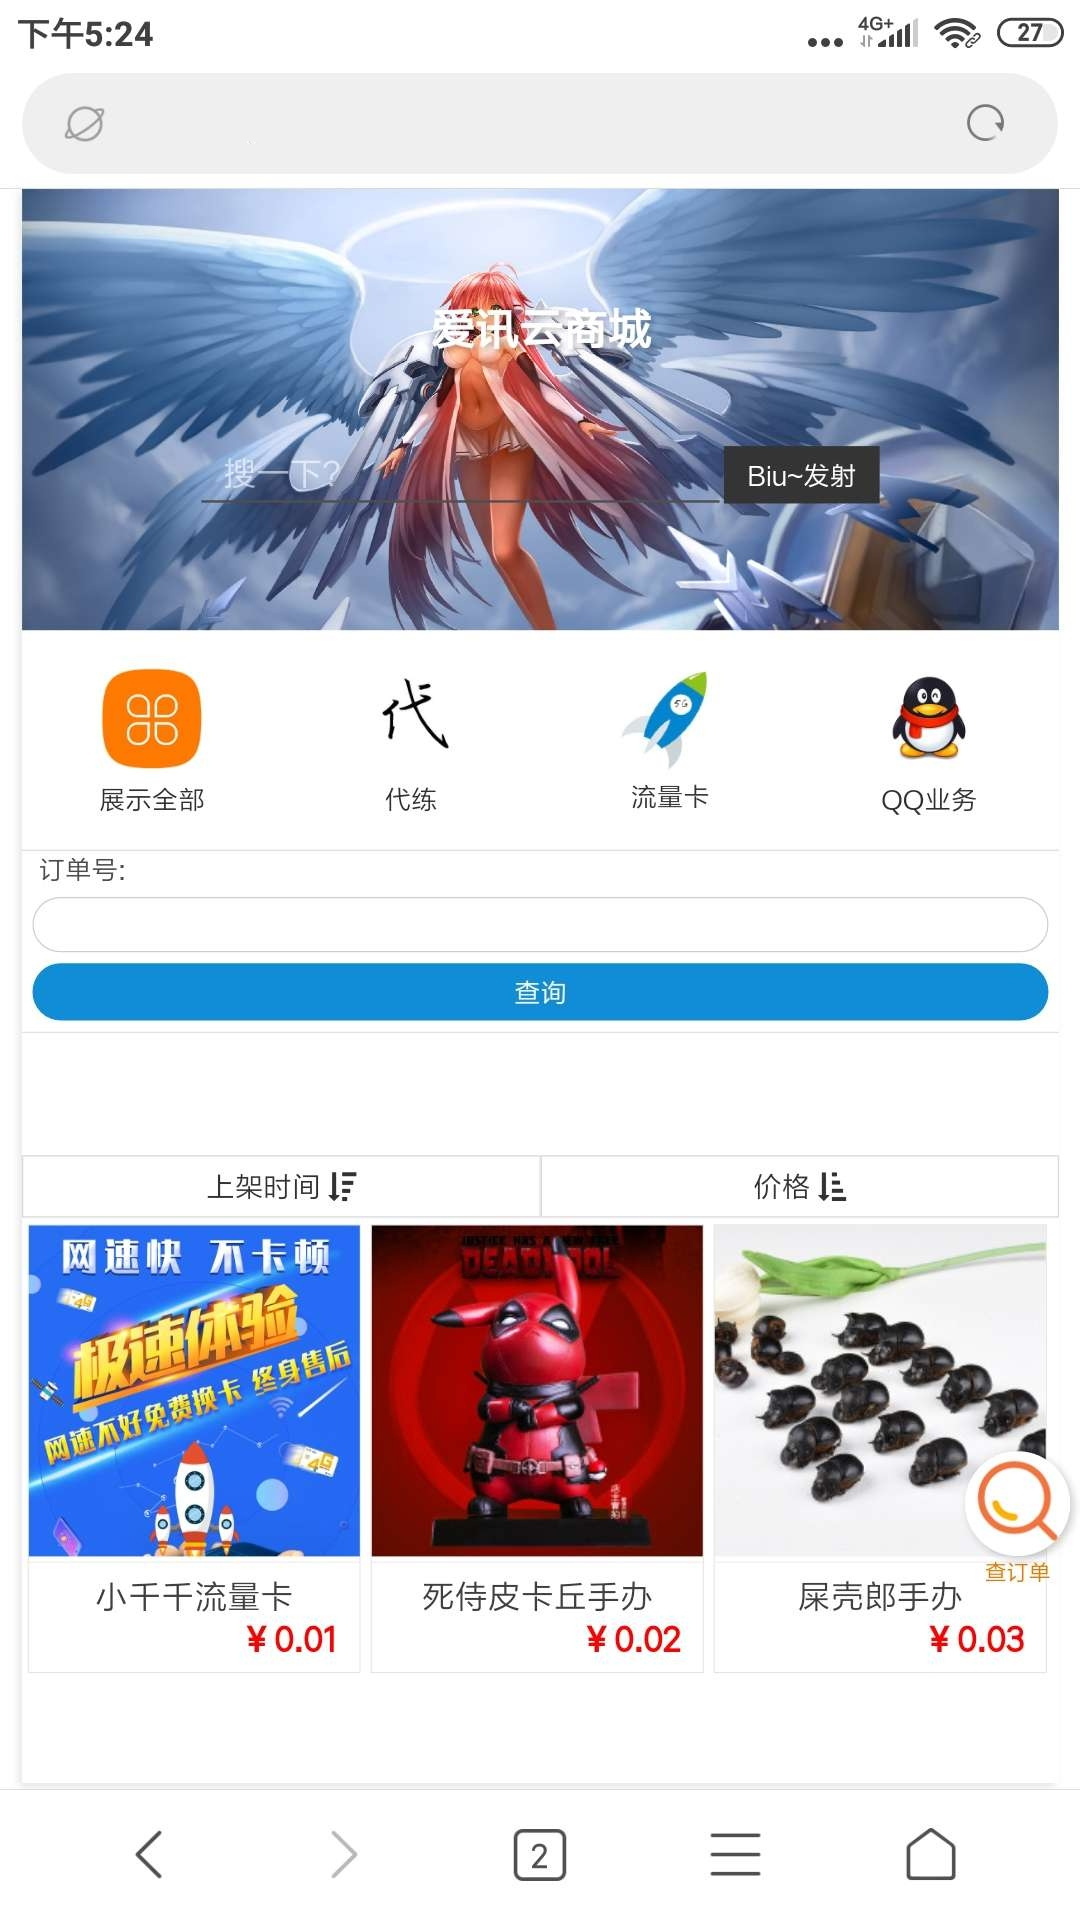 下午5:24
4G+
27
爱讯云商城
搜一下?
Biu~发射
代
5G
展示全部
代练
流量卡
QQ业务
订单号:
查询
上架时间
价格
网速快 不卡顿
4G
极速体验
网速不好免费换卡 终身售后
4G
DEADPOOL
查订单
小千千流量卡
死侍皮卡丘手办
屎壳郎手办
¥ 0.01
¥ 0.02
¥ 0.03
2